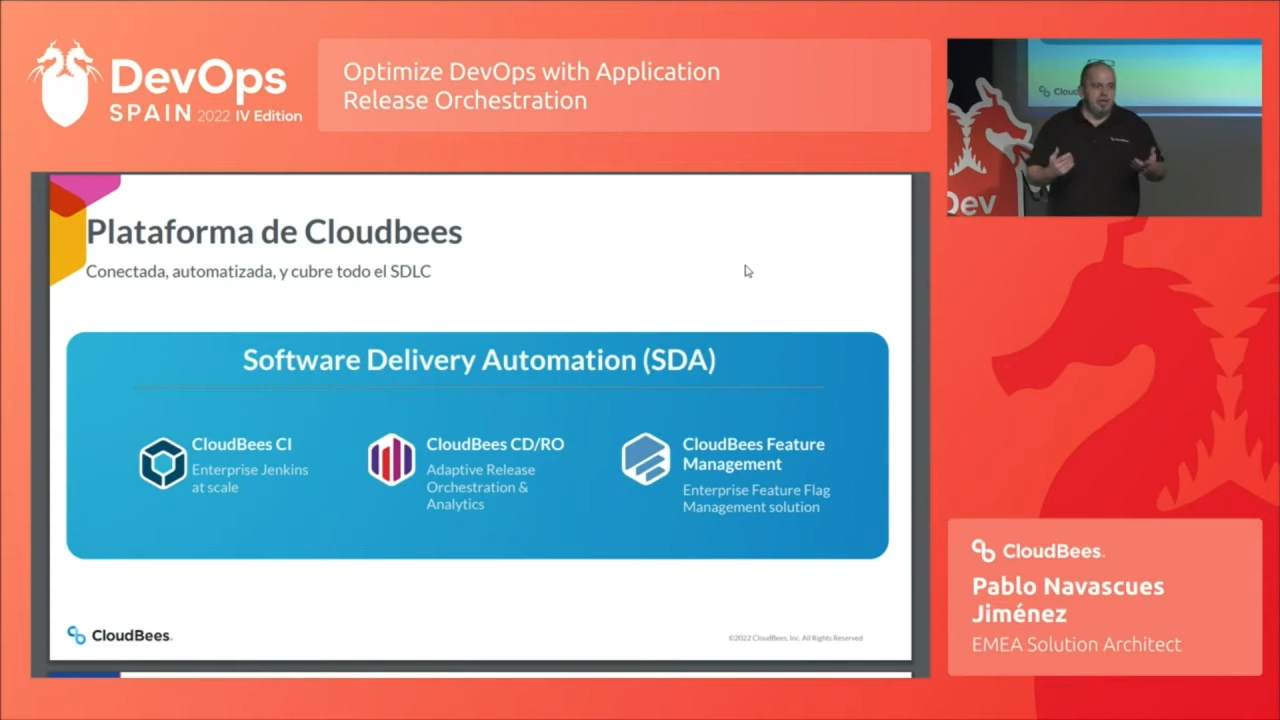 DevOps
SPAIN 2022 IV Edition
Optimize DevOps with Application
Release Orchestration
Plataforma de Cloudbees
Conectada, automatizada, y cubre todo el SDLC
Software Delivery Automation (SDA)
CloudBees CI
Enterprise Jenkins
at scale
CloudBees CD/RO
Adaptive Release
Orchestration &
Analytics
CloudBees Feature
Management
Enterprise Feature Flag
Management solution
CloudBees.
©2022 CloudBees, Inc. All Rights Reserved
Dev
CloudBees.
Pablo Navascues
Jiménez
EMEA Solution Architect